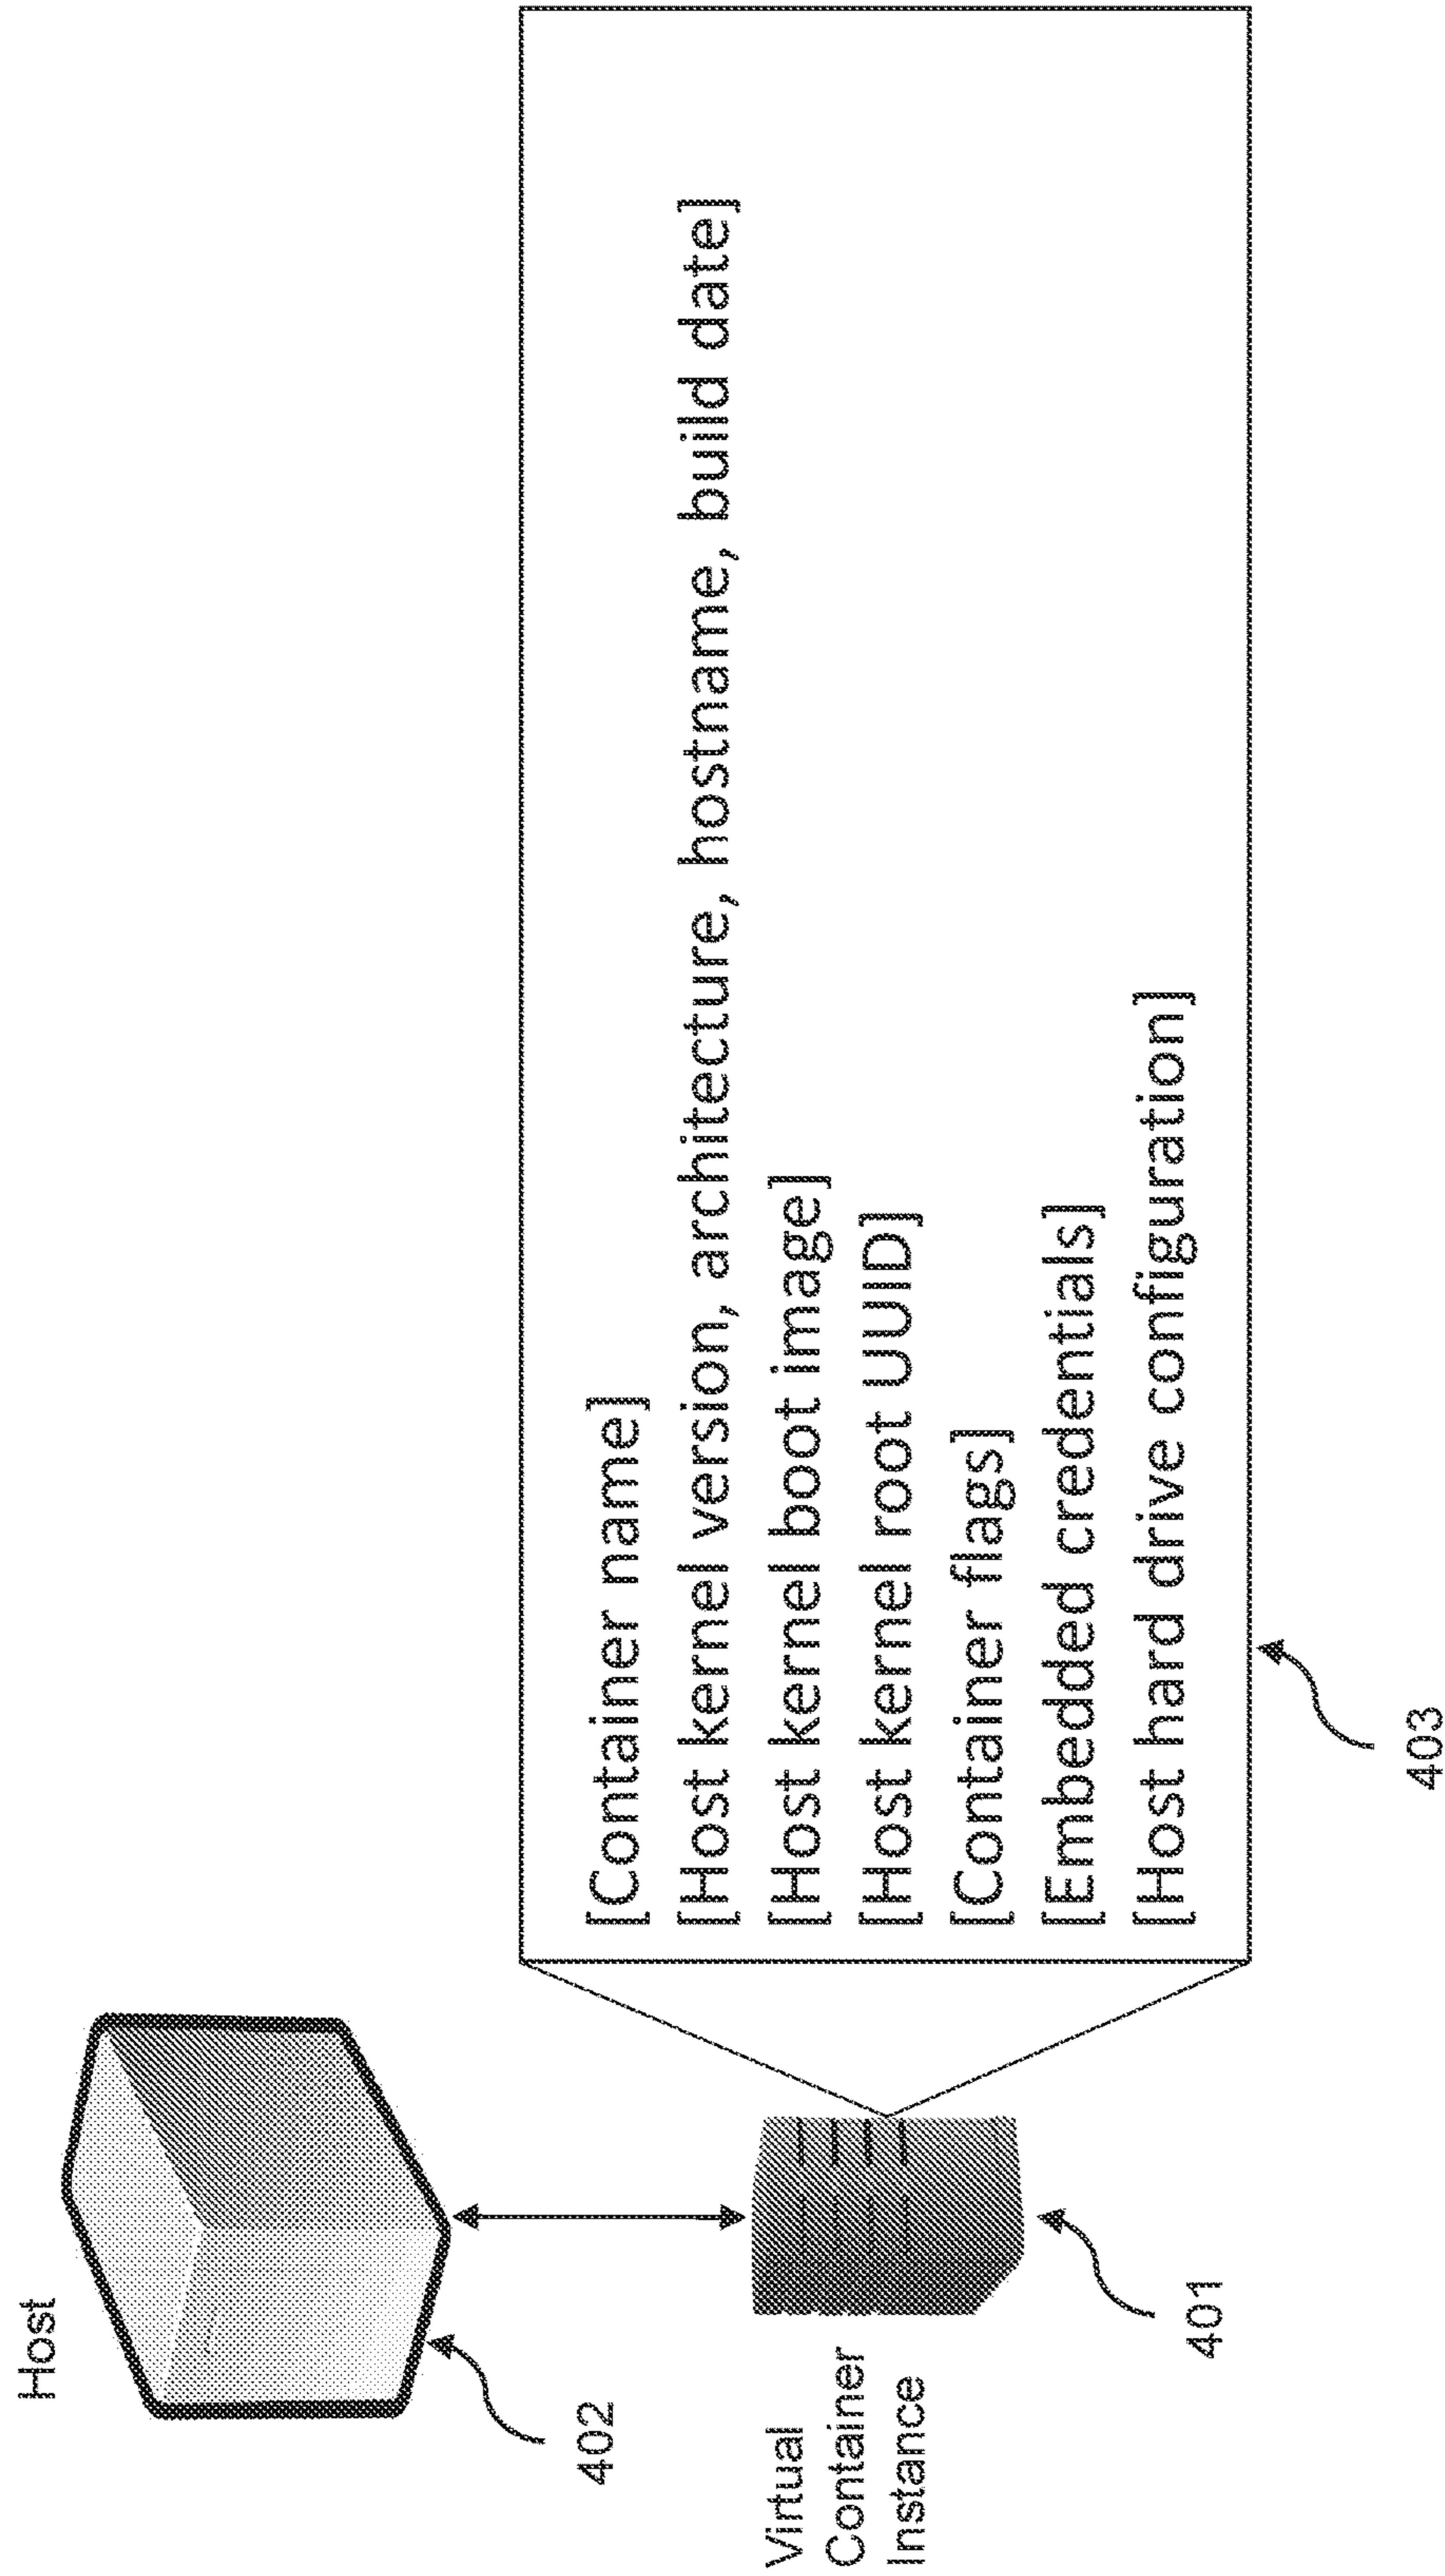 Host
402
Virtual
Container
Instance
401
[Container name]
[Host kernel version, architecture, hostname, build date]
[Host kernel boot image]
[Host kernel root UUID]
[Container flags]
[Embedded credentials]
[Host hard drive configuration]
403